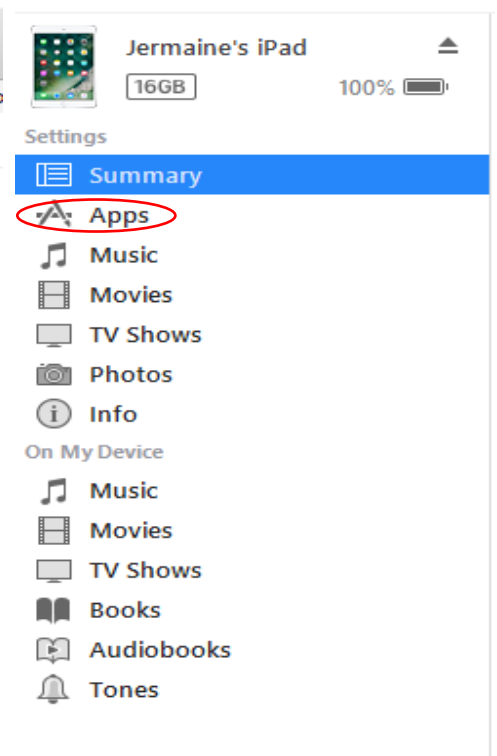 Jermaine's iPad
16GB 100%
Settings
Summary
Apps
Music
Movies
TV Shows
Photos
Info
On My Device
Music
Movies
TV Shows
Books
Audiobooks
Tones